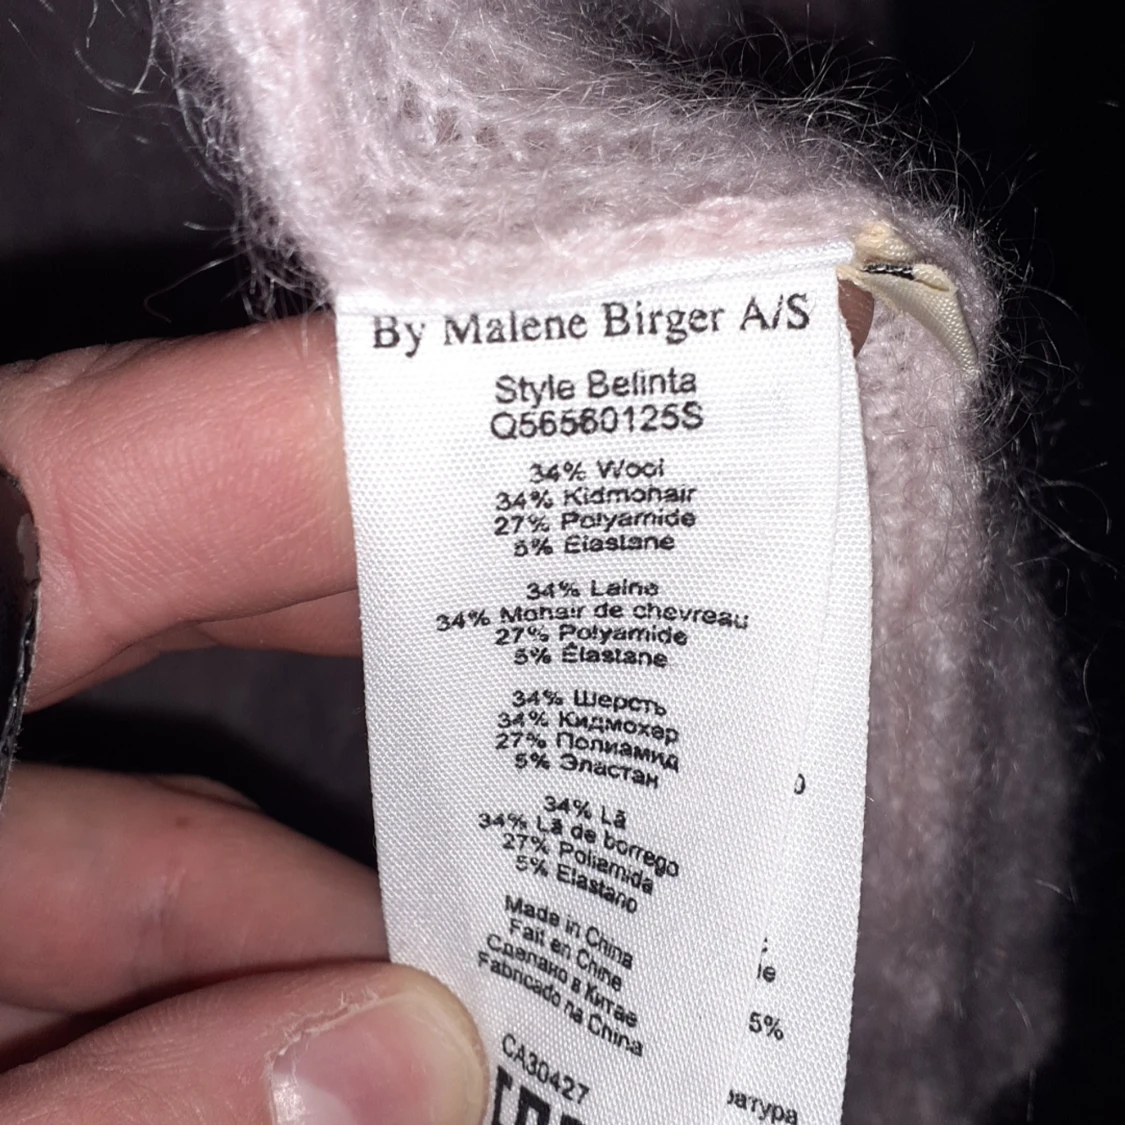 By Malene Birger A/S
Style Belinta
Q56560125S
34% Wool
34% Kidmohair
27% Polyamide
5% Elastane
34% Laine
34% Mohair de chevreau
27% Polyamide
5% Élastane
34% Шерсть
34% Кидмохер
27% Полиамид
5% Эластан
34% Lã
34% Lã de borrego
27% Poliamida
5% Elastano
Made in China
Fait en Chine
Сделано в Китае
Fabricado na China
CA30427
5%